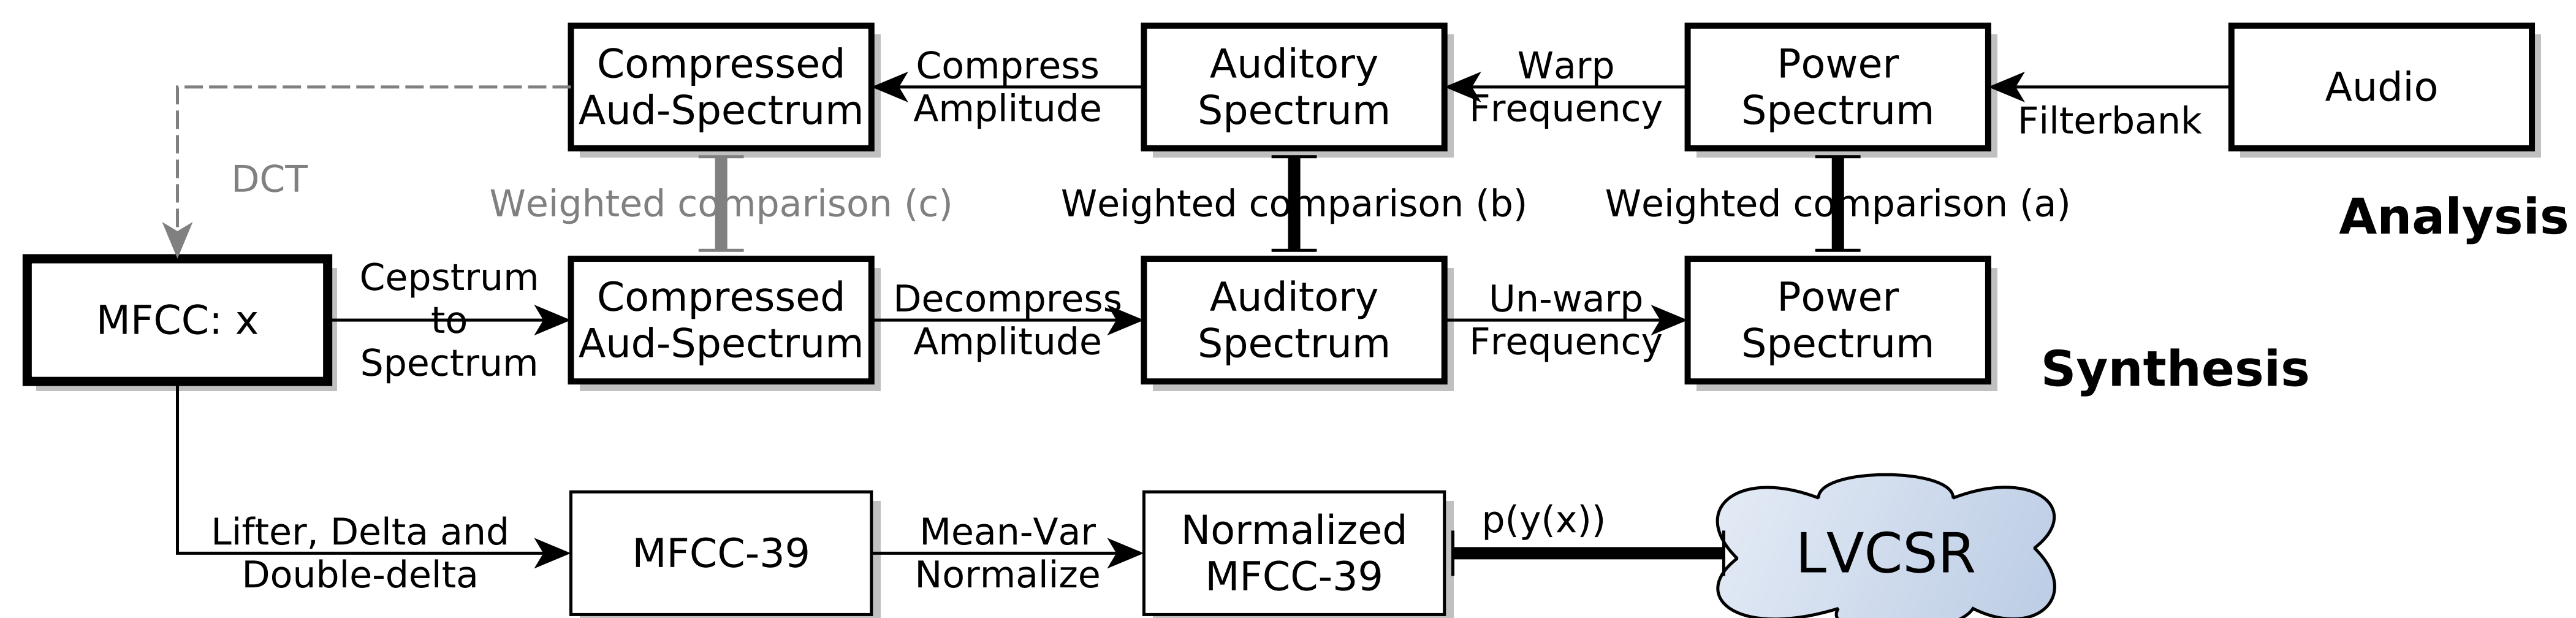 Compressed
Aud-Spectrum
Compress
Amplitude
Auditory
Spectrum
Warp
Frequency
Power
Spectrum
Filterbank
Audio
DCT
Weighted comparison (c)
Weighted comparison (b)
Weighted comparison (a)
Analysis
MFCC: x
Cepstrum
to
Spectrum
Compressed
Aud-Spectrum
Decompress
Amplitude
Auditory
Spectrum
Un-warp
Frequency
Power
Spectrum
Synthesis
Lifter, Delta and
Double-delta
MFCC-39
Mean-Var
Normalize
Normalized
MFCC-39
p(y(x))
LVCSR